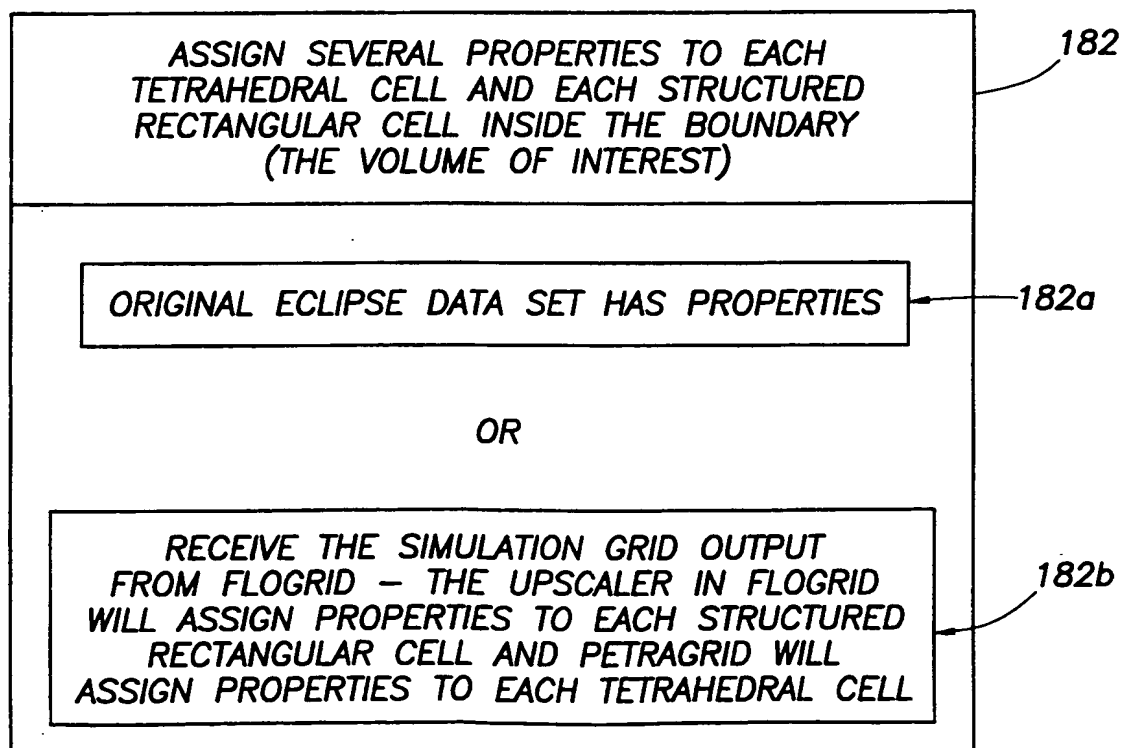 ASSIGN SEVERAL PROPERTIES TO EACH
TETRAHEDRAL CELL AND EACH STRUCTURED
RECTANGULAR CELL INSIDE THE BOUNDARY
(THE VOLUME OF INTEREST)
182
ORIGINAL ECLIPSE DATA SET HAS PROPERTIES
182a
OR
RECEIVE THE SIMULATION GRID OUTPUT
FROM FLOGRID – THE UPSCALER IN FLOGRID
WILL ASSIGN PROPERTIES TO EACH STRUCTURED
RECTANGULAR CELL AND PETRAGRID WILL
ASSIGN PROPERTIES TO EACH TETRAHEDRAL CELL
182b